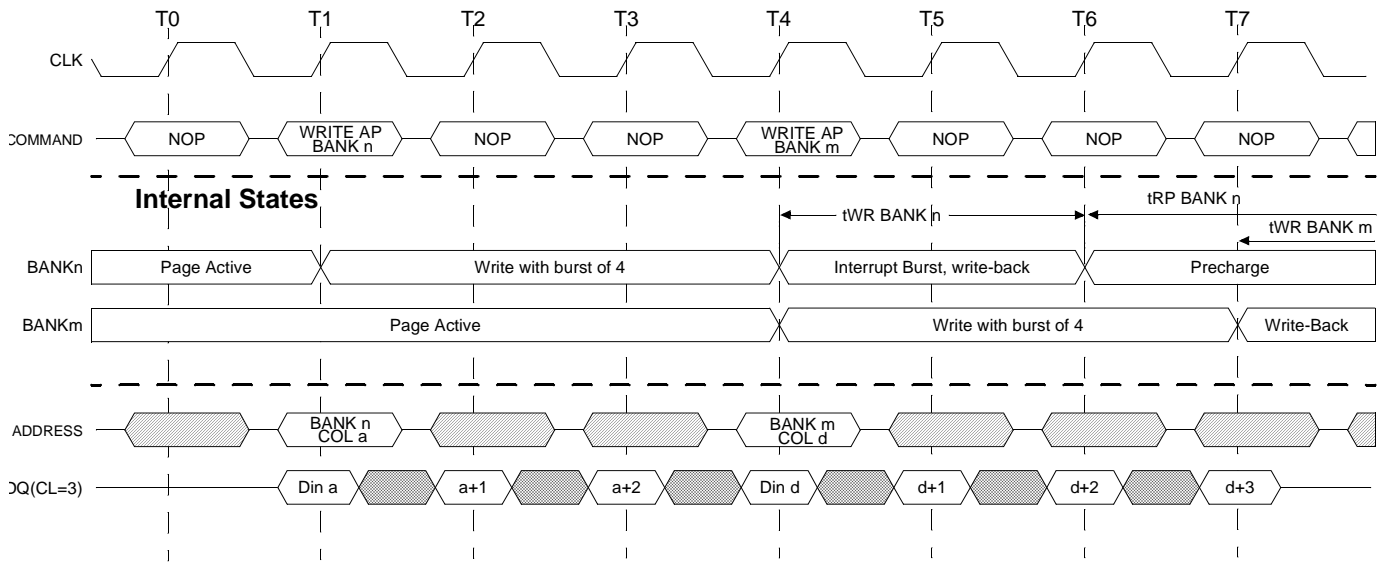 T0 T1 T2 T3 T4 T5 T6 T7
CLK
COMMAND NOP WRITE AP BANK n NOP NOP WRITE AP BANK m NOP NOP NOP
Internal States
tWR BANK n
tRP BANK n
tWR BANK m
BANKn Page Active Write with burst of 4 Interrupt Burst, write-back Precharge
BANKm Page Active Write with burst of 4 Write-Back
ADDRESS BANK n COL a BANK m COL d
DQ(CL=3) Din a a+1 a+2 Din d d+1 d+2 d+3